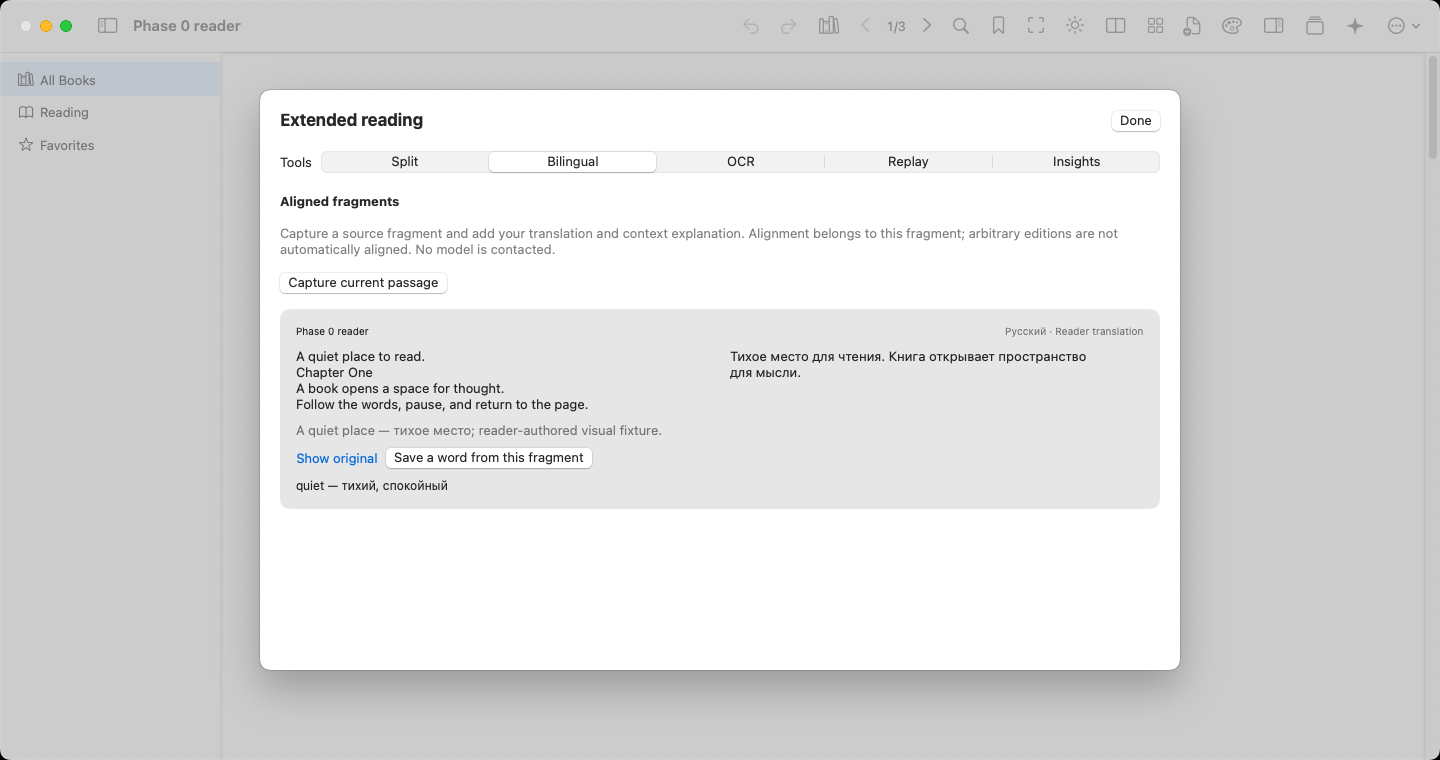 Phase 0 reader
1/3
All Books
Reading
Favorites
Extended reading
Done
Tools
Split
Bilingual
OCR
Replay
Insights
Aligned fragments
Capture a source fragment and add your translation and context explanation. Alignment belongs to this fragment; arbitrary editions are not
automatically aligned. No model is contacted.
Capture current passage
Phase 0 reader
Русский · Reader translation
A quiet place to read.
Chapter One
A book opens a space for thought.
Follow the words, pause, and return to the page.
Тихое место для чтения. Книга открывает пространство
для мысли.
A quiet place — тихое место; reader-authored visual fixture.
Show original
Save a word from this fragment
quiet — тихий, спокойный